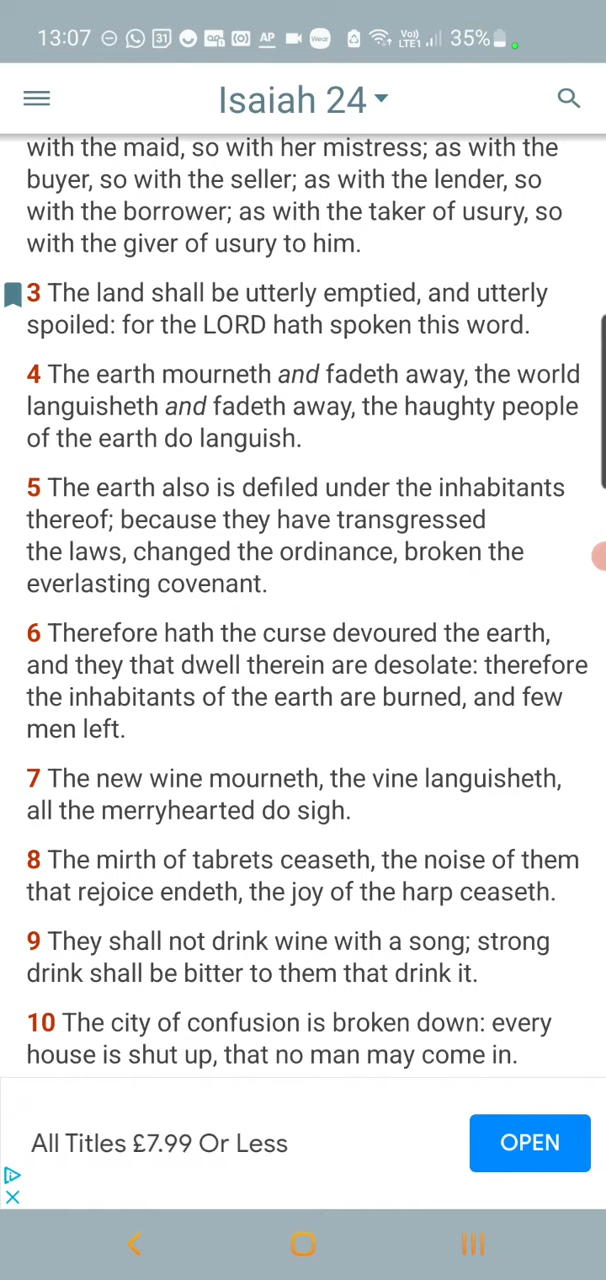 13:07
31
AP
Wear
Vo))
LTE1
35%
Isaiah 24
with the maid, so with her mistress; as with the
buyer, so with the seller; as with the lender, so
with the borrower; as with the taker of usury, so
with the giver of usury to him.
3 The land shall be utterly emptied, and utterly
spoiled: for the LORD hath spoken this word.
4 The earth mourneth and fadeth away, the world
languisheth and fadeth away, the haughty people
of the earth do languish.
5 The earth also is defiled under the inhabitants
thereof; because they have transgressed
the laws, changed the ordinance, broken the
everlasting covenant.
6 Therefore hath the curse devoured the earth,
and they that dwell therein are desolate: therefore
the inhabitants of the earth are burned, and few
men left.
7 The new wine mourneth, the vine languisheth,
all the merryhearted do sigh.
8 The mirth of tabrets ceaseth, the noise of them
that rejoice endeth, the joy of the harp ceaseth.
9 They shall not drink wine with a song; strong
drink shall be bitter to them that drink it.
10 The city of confusion is broken down: every
house is shut up, that no man may come in.
All Titles £7.99 Or Less
OPEN